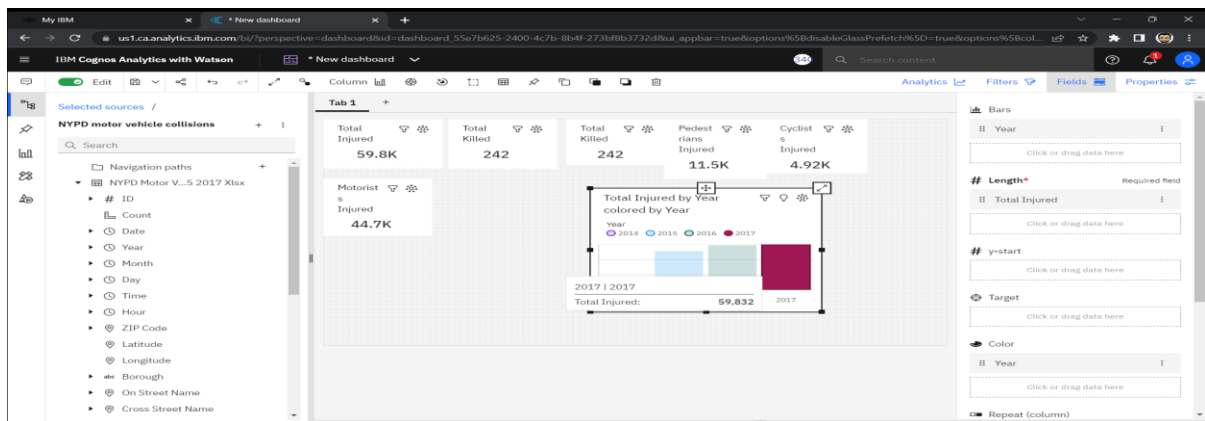 My IBM
* New dashboard
us1.ca.analytics.ibm.com/bi/?perspective=dashboard&id=dashboard_55e7b625-2400-4c7b-8b4f-273bf8b3732d&ui_appbar=true&options%5BdisableGlassPrefetch%5D=true&options%5Bcol...
IBM Cognos Analytics with Watson
* New dashboard
340
Search content
Edit
Column
Analytics
Filters
Fields
Properties
Selected sources /
NYPD motor vehicle collisions
Search
Navigation paths
NYPD Motor V...5 2017 Xlsx
# ID
Count
Date
Year
Month
Day
Time
Hour
ZIP Code
Latitude
Longitude
abc Borough
On Street Name
Cross Street Name
Tab 1 +
Total
Injured
59.8K
Total
Killed
242
Total
Killed
242
Pedest
rians
Injured
11.5K
Cyclist
s
Injured
4.92K
Motorist
s
Injured
44.7K
Total Injured by Year
colored by Year
Year
2014 2015 2016 2017
2017 | 2017
Total Injured: 59,832
2017
Bars
Year
Click or drag data here
# Length* Required field
Total Injured
Click or drag data here
# y-start
Click or drag data here
Target
Click or drag data here
Color
Year
Click or drag data here
Repeat (column)